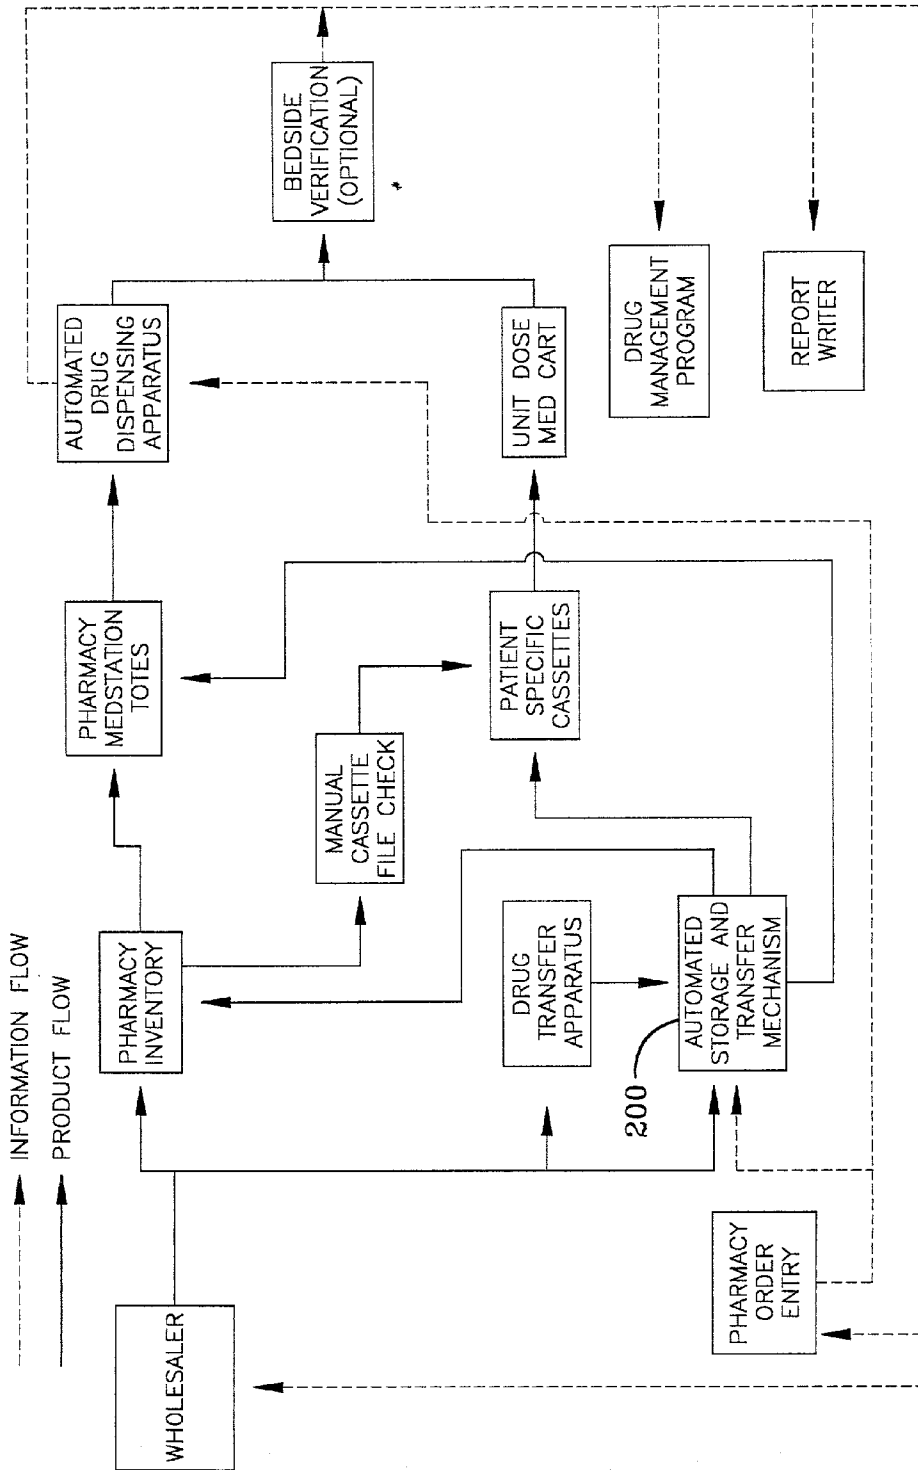 INFORMATION FLOW
PRODUCT FLOW
WHOLESALER
PHARMACY
INVENTORY
PHARMACY
MEDSTATION
TOTES
AUTOMATED
DRUG
DISPENSING
APPARATUS
BEDSIDE
VERIFICATION
(OPTIONAL)
MANUAL
CASSETTE
FILE CHECK
DRUG
TRANSFER
APPARATUS
PATIENT
SPECIFIC
CASSETTES
UNIT DOSE
MED CART
200
AUTOMATED
STORAGE AND
TRANSFER
MECHANISM
PHARMACY
ORDER
ENTRY
DRUG
MANAGEMENT
PROGRAM
REPORT
WRITER